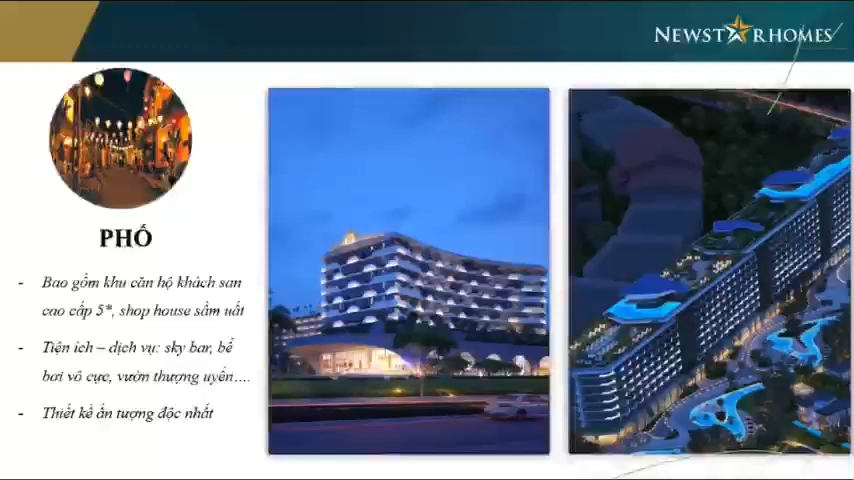 NEWSTARHOMES
PHỐ
- Bao gồm khu căn hộ khách sạn
cao cấp 5*, shop house sầm uất
- Tiện ích – dịch vụ: sky bar, bể
bơi vô cực, vườn thượng uyển….
- Thiết kế ấn tượng độc nhất